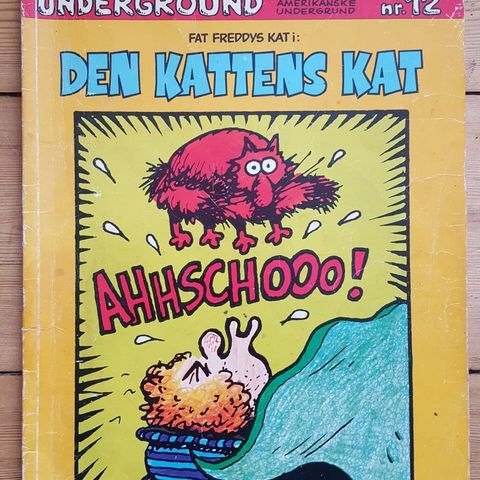 UNDERGROUND
AMERIKANSKE
UNDERGRUND
nr. 12
FAT FREDDYS KAT i:
DEN KATTENS KAT
AHHSCHOOO!